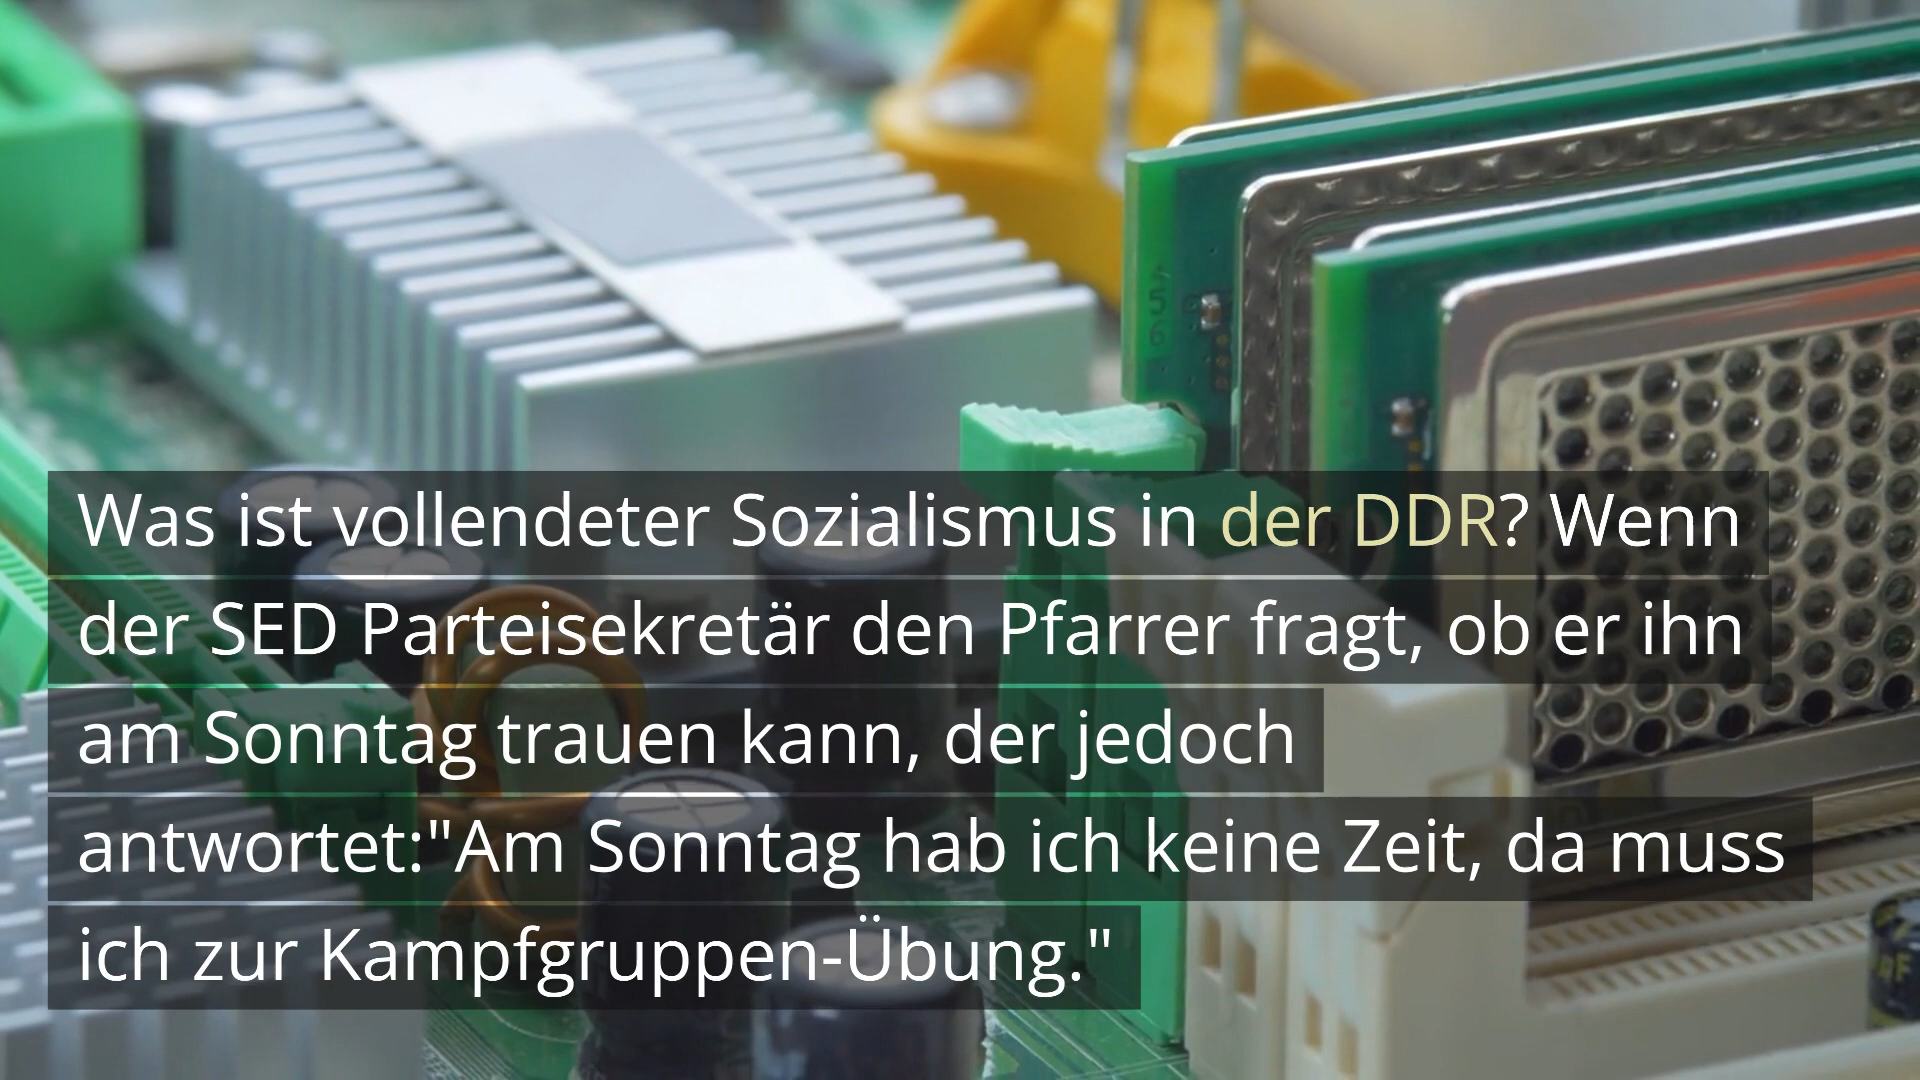 Was ist vollendeter Sozialismus in der DDR? Wenn
der SED Parteisekretär den Pfarrer fragt, ob er ihn
am Sonntag trauen kann, der jedoch
antwortet:"Am Sonntag hab ich keine Zeit, da muss
ich zur Kampfgruppen-Übung."